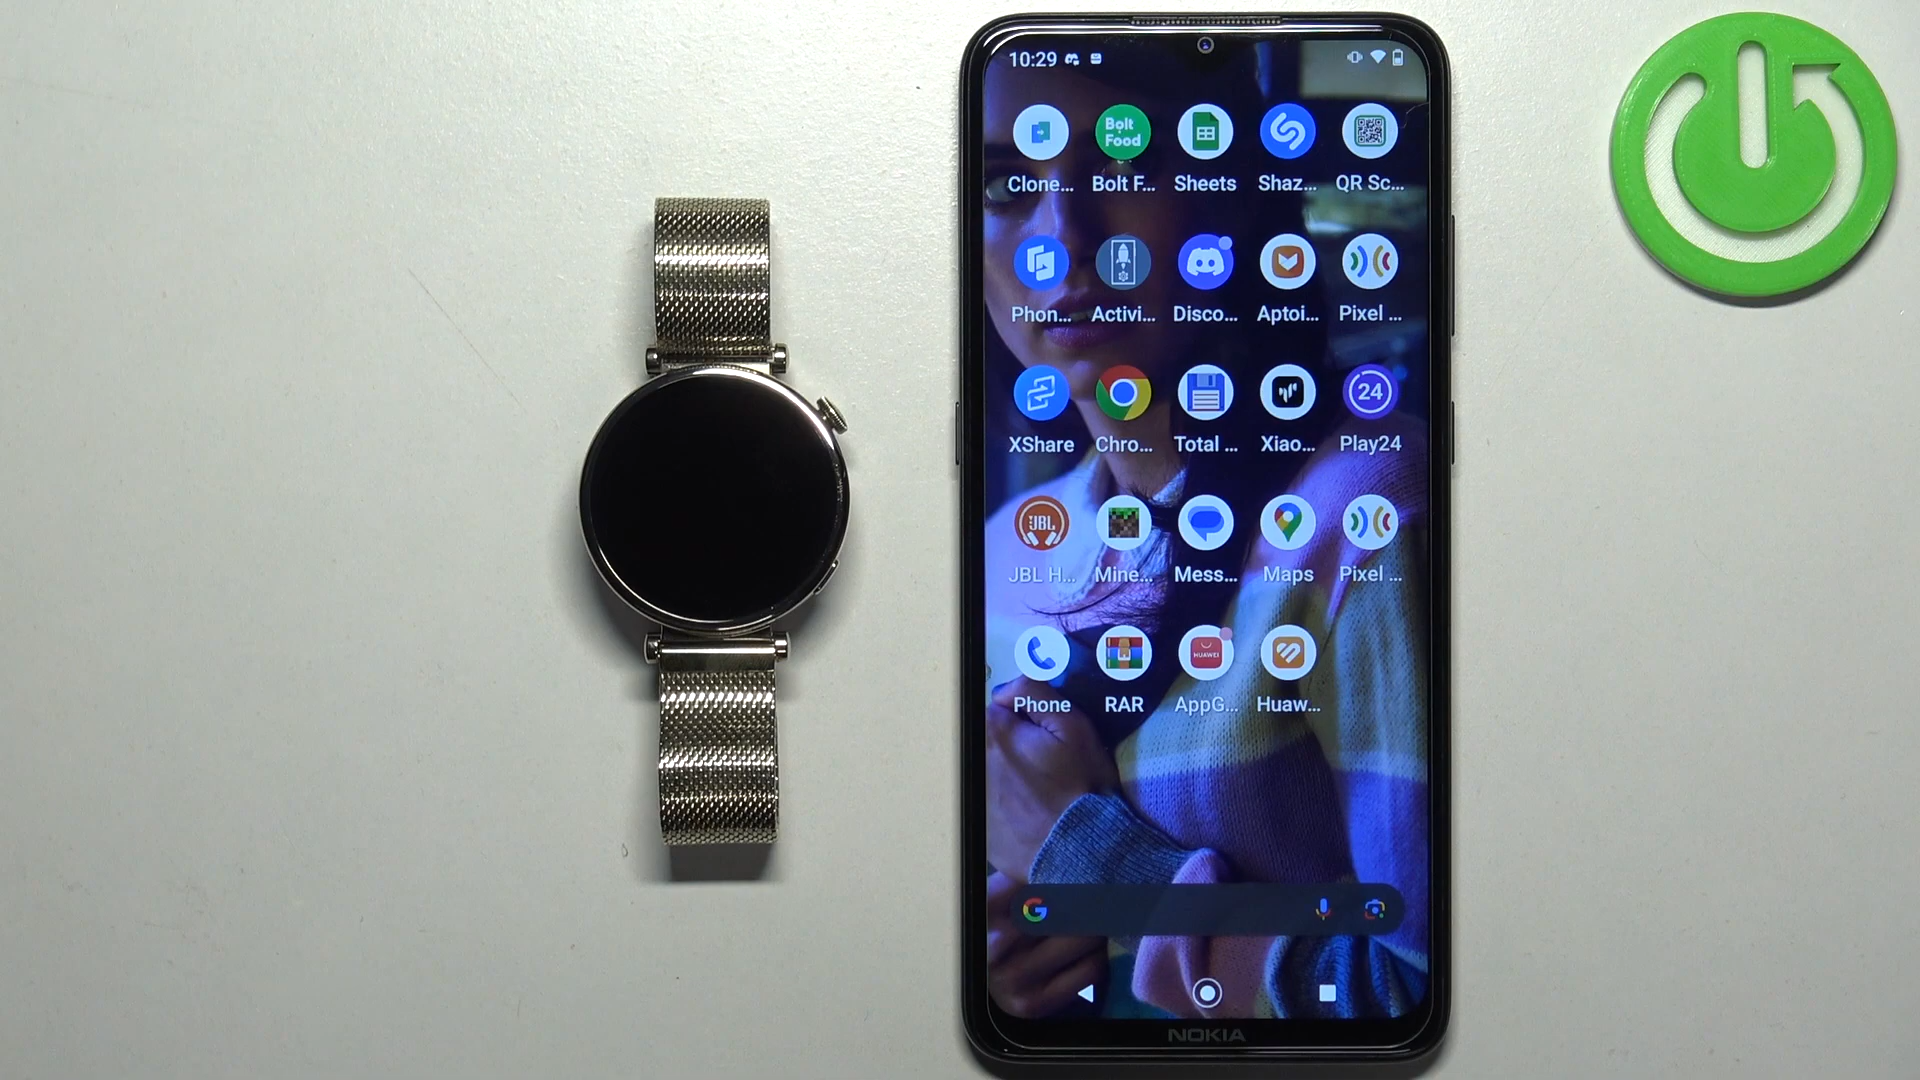 10:29
Bolt
Food
Clone... Bolt F... Sheets Shaz... QR Sc...
Phon... Activi... Disco... Aptoi... Pixel ...
24
XShare Chro... Total ... Xiao... Play24
JBL
JBL H... Mine... Mess... Maps Pixel ...
HUAWEI
Phone RAR AppG... Huaw...
G
NOKIA